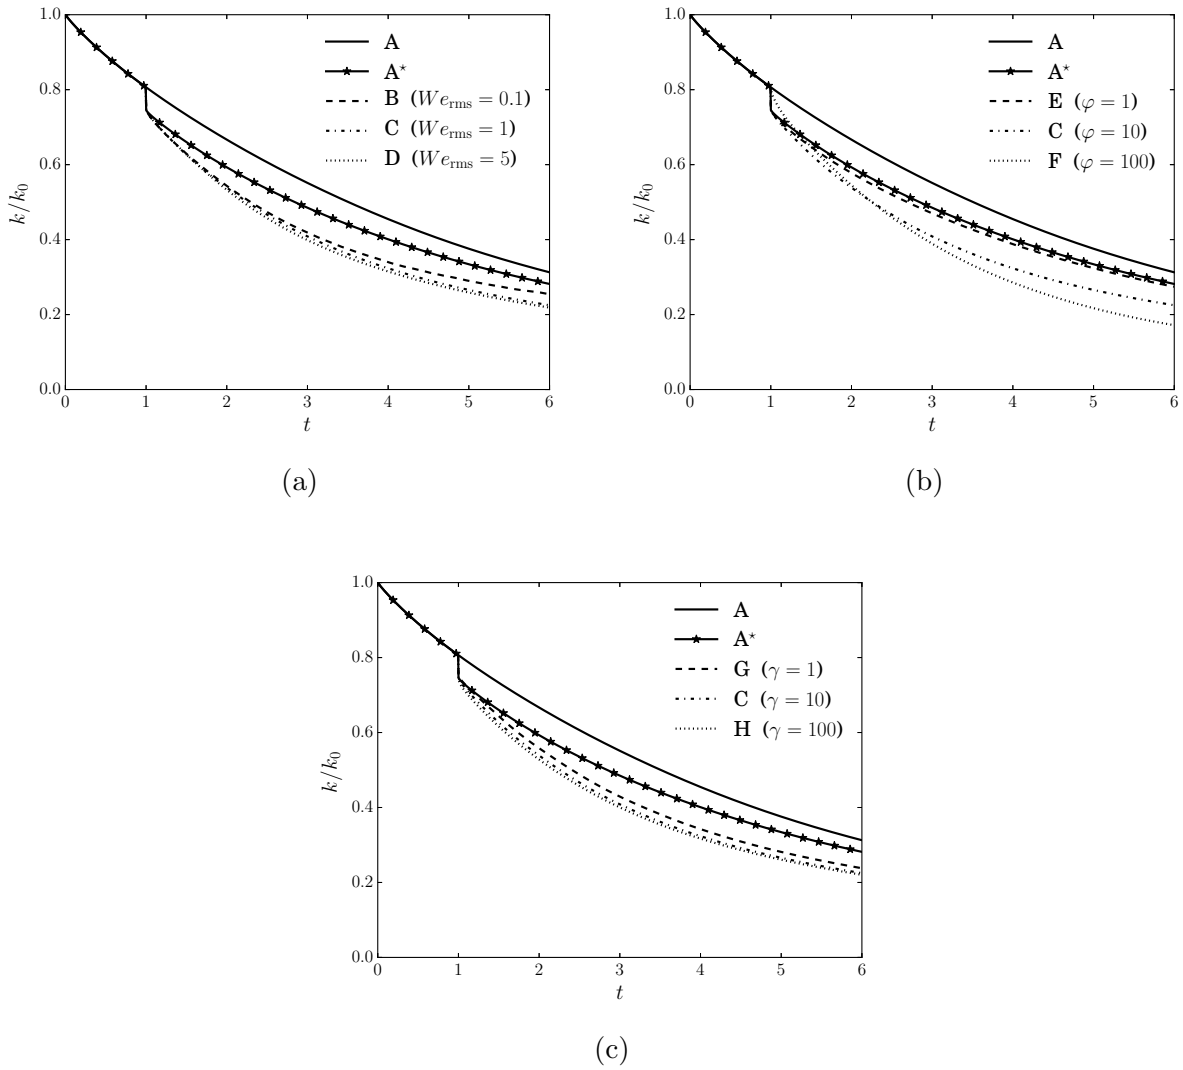 1.0
0.8
0.6
0.4
0.2
0.0
k/k₀
0 1 2 3 4 5 6
t
A
A⋆
B (We_rms = 0.1)
C (We_rms = 1)
D (We_rms = 5)
(a)
1.0
0.8
0.6
0.4
0.2
0.0
k/k₀
0 1 2 3 4 5 6
t
A
A⋆
E (φ = 1)
C (φ = 10)
F (φ = 100)
(b)
1.0
0.8
0.6
0.4
0.2
0.0
k/k₀
0 1 2 3 4 5 6
t
A
A⋆
G (γ = 1)
C (γ = 10)
H (γ = 100)
(c)